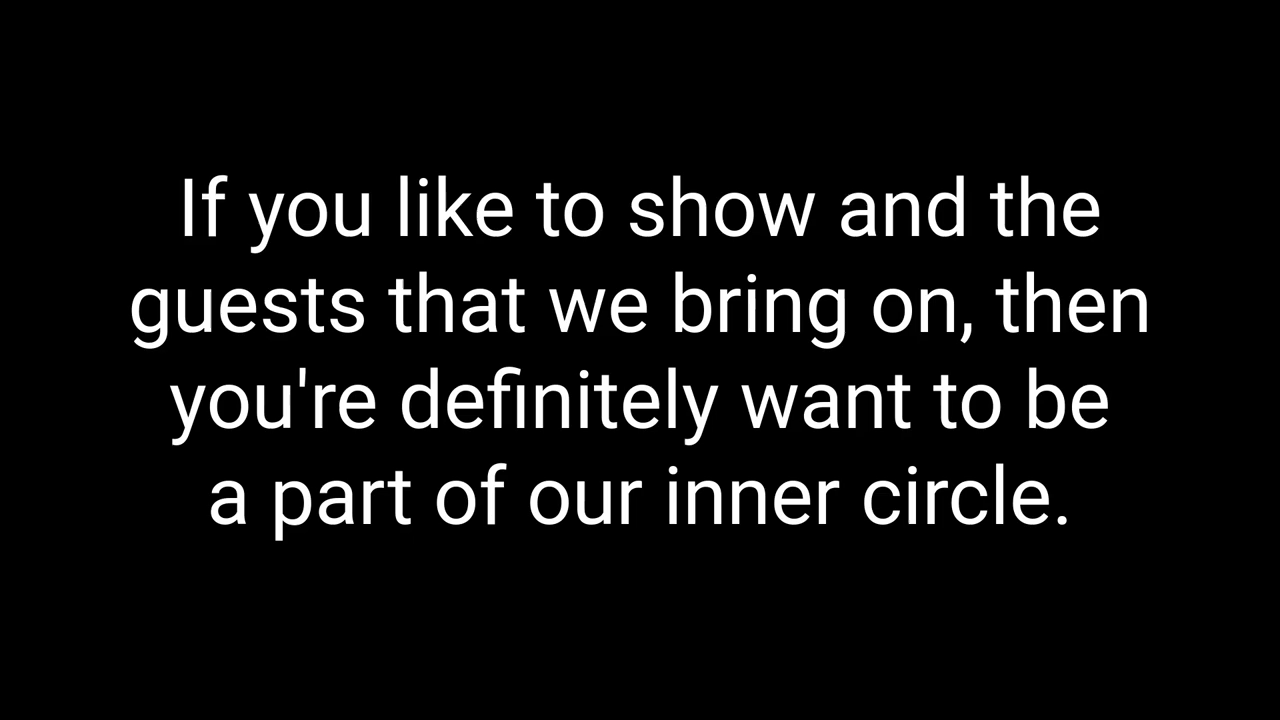 If you like to show and the
guests that we bring on, then
you're definitely want to be
a part of our inner circle.